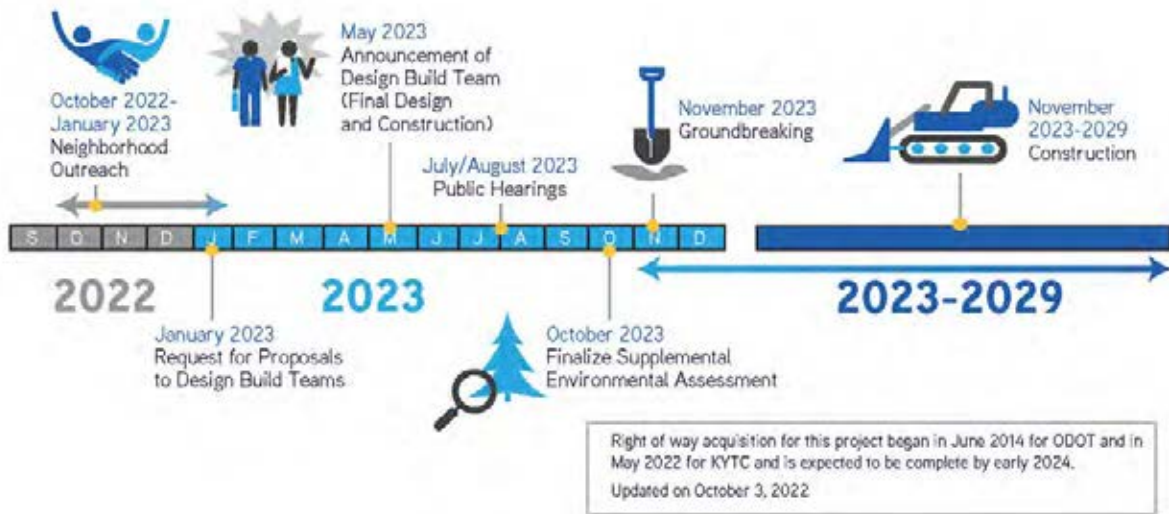 October 2022-
January 2023
Neighborhood
Outreach
May 2023
Announcement of
Design Build Team
(Final Design
and Construction)
July/August 2023
Public Hearings
November 2023
Groundbreaking
November
2023-2029
Construction
S O N D J F M A M J J A S O N D
2022
2023
2023-2029
January 2023
Request for Proposals
to Design Build Teams
October 2023
Finalize Supplemental
Environmental Assessment
Right of way acquisition for this project began in June 2014 for ODOT and in
May 2022 for KYTC and is expected to be complete by early 2024.
Updated on October 3, 2022